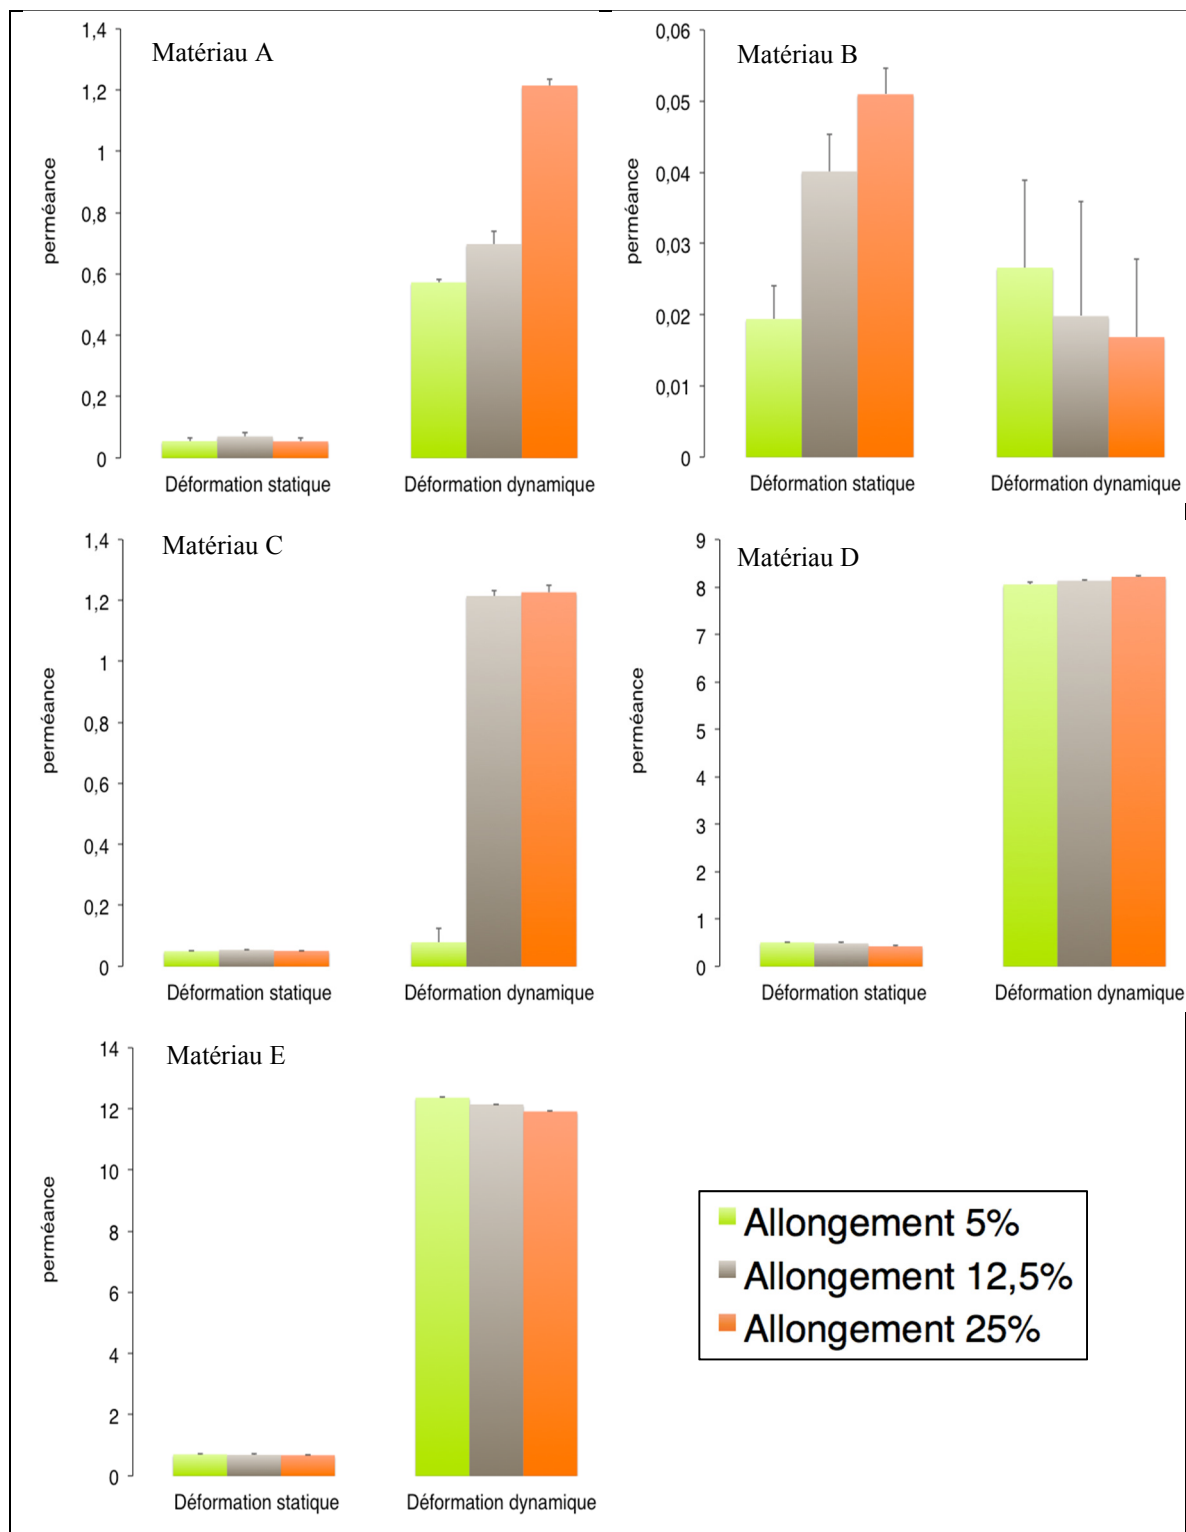 Matériau A
perméance
1,4
1,2
1
0,8
0,6
0,4
0,2
0
Déformation statique
Déformation dynamique
Matériau B
perméance
0,06
0,05
0,04
0,03
0,02
0,01
0
Déformation statique
Déformation dynamique
Matériau C
perméance
1,4
1,2
1
0,8
0,6
0,4
0,2
0
Déformation statique
Déformation dynamique
Matériau D
perméance
9
8
7
6
5
4
3
2
1
0
Déformation statique
Déformation dynamique
Matériau E
perméance
14
12
10
8
6
4
2
0
Déformation statique
Déformation dynamique
Allongement 5%
Allongement 12,5%
Allongement 25%